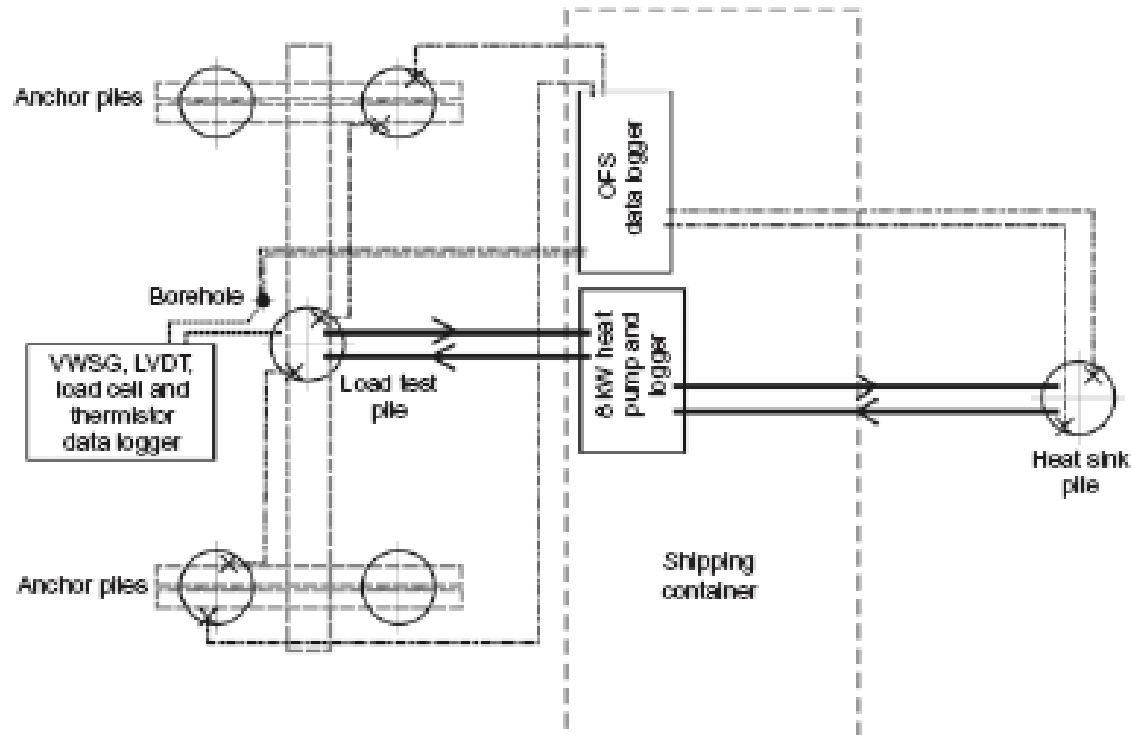 Anchor piles
OFS
data logger
Borehole
VWSG, LVDT,
load cell and
thermistor
data logger
Load test
pile
8 kW heat
pump and
logger
Heat sink
pile
Anchor piles
Shipping
container